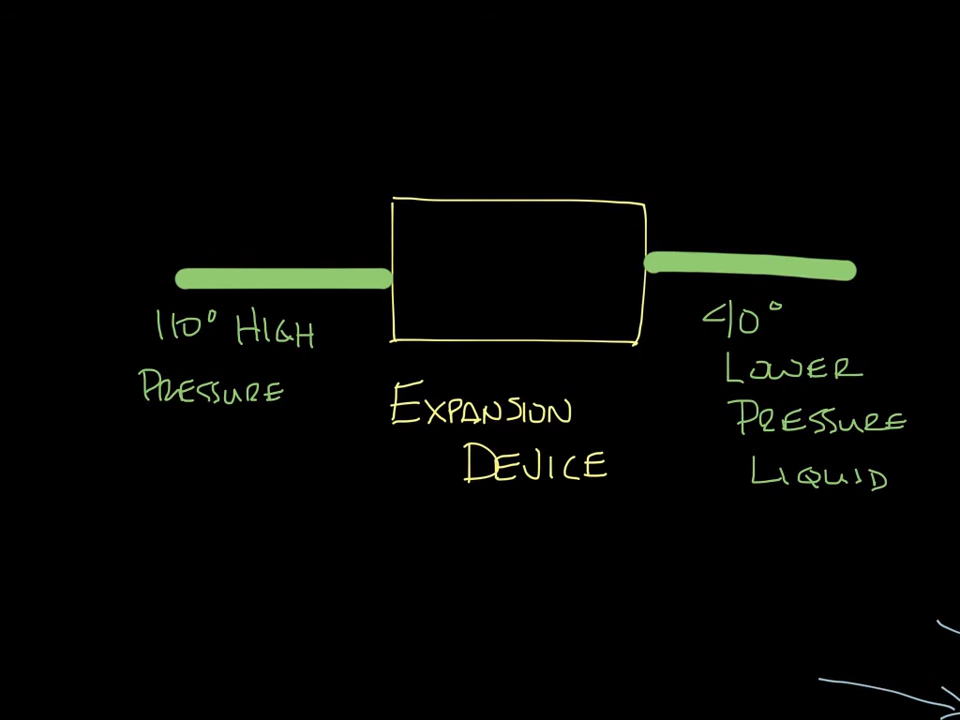 110° HIGH
PRESSURE
EXPANSION
DEVICE
40°
LOWER
PRESSURE
LIQUID